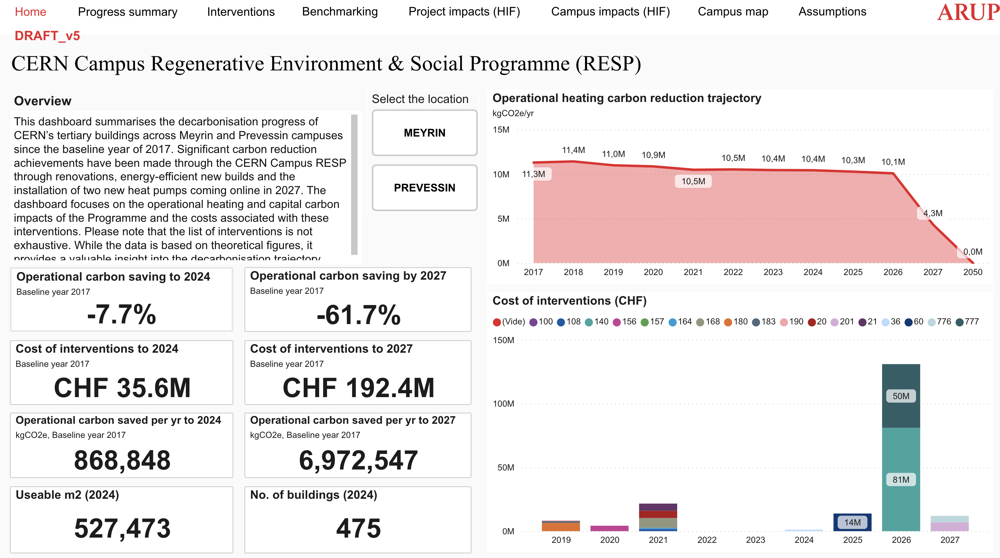 Home Progress summary Interventions Benchmarking Project impacts (HIF) Campus impacts (HIF) Campus map Assumptions ARUP
DRAFT_v5
CERN Campus Regenerative Environment & Social Programme (RESP)
Overview
This dashboard summarises the decarbonisation progress of
CERN’s tertiary buildings across Meyrin and Prevessin campuses
since the baseline year of 2017. Significant carbon reduction
achievements have been made through the CERN Campus RESP
through renovations, energy-efficient new builds and the
installation of two new heat pumps coming online in 2027. The
dashboard focuses on the operational heating and capital carbon
impacts of the Programme and the costs associated with these
interventions. Please note that the list of interventions is not
exhaustive. While the data is based on theoretical figures, it
provides a valuable insight into the decarbonisation trajectory
Select the location
MEYRIN
PREVESSIN
Operational carbon saving to 2024
Baseline year 2017
-7.7%
Operational carbon saving by 2027
Baseline year 2017
-61.7%
Cost of interventions to 2024
Baseline year 2017
CHF 35.6M
Cost of interventions to 2027
Baseline year 2017
CHF 192.4M
Operational carbon saved per yr to 2024
kgCO2e, Baseline year 2017
868,848
Operational carbon saved per yr to 2027
kgCO2e, Baseline year 2017
6,972,547
Useable m2 (2024)
527,473
No. of buildings (2024)
475
Operational heating carbon reduction trajectory
kgCO2e/yr
15M
10M
5M
0M
11,3M 11,4M 11,0M 10,9M 10,5M 10,5M 10,4M 10,4M 10,3M 10,1M 4,3M 0,0M
2017 2018 2019 2020 2021 2022 2023 2024 2025 2026 2027 2050
Cost of interventions (CHF)
(Vide) 100 108 140 156 157 164 168 180 183 190 20 201 21 36 60 776 777
150M
100M
50M
0M
14M
50M
81M
2019 2020 2021 2022 2023 2024 2025 2026 2027